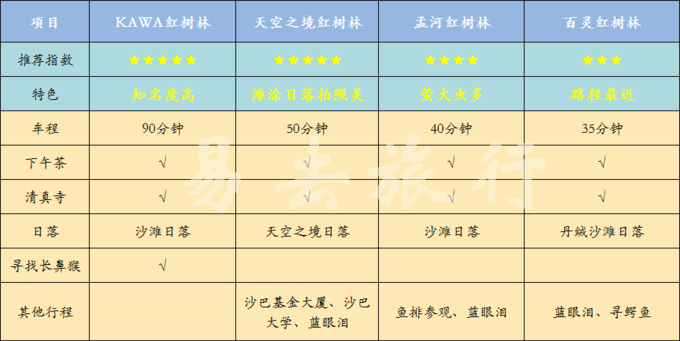 项目 KAWA红树林 天空之境红树林 孟河红树林 百灵红树林
推荐指数 ★★★★★ ★★★★★ ★★★★ ★★★
特色 知名度高 滩涂日落拍照美 萤火虫多 路程最近
车程 90分钟 50分钟 40分钟 35分钟
下午茶 √ √ √ √
清真寺 √ √ √ √
日落 沙滩日落 天空之境日落 沙滩日落 丹绒沙滩日落
寻找长鼻猴 √
其他行程 沙巴基金大厦、沙巴 鱼排参观、蓝眼泪 蓝眼泪、寻鳄鱼
大学、蓝眼泪
易去旅行